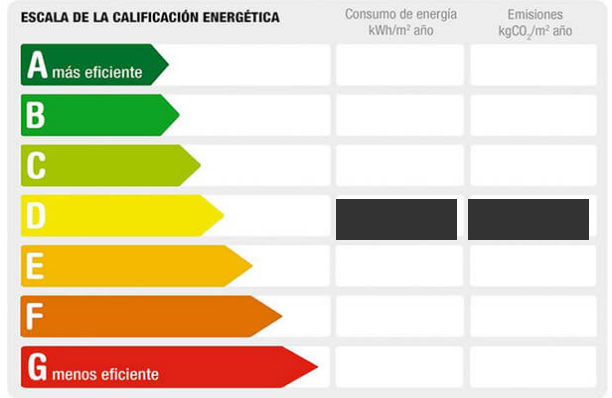 ESCALA DE LA CALIFICACIÓN ENERGÉTICA
Consumo de energía
kWh/m² año
Emisiones
kgCO₂/m² año
A más eficiente
B
C
D
E
F
G menos eficiente